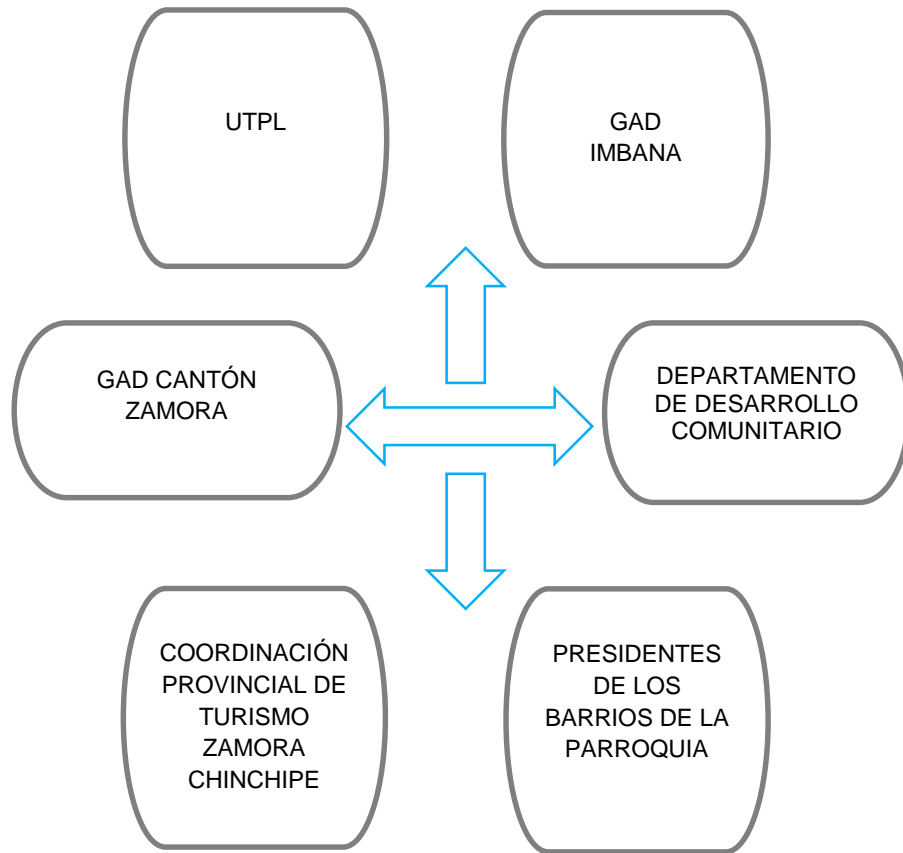 UTPL
GAD
IMBANA
GAD CANTÓN
ZAMORA
DEPARTAMENTO
DE DESARROLLO
COMUNITARIO
COORDINACIÓN
PROVINCIAL DE
TURISMO
ZAMORA
CHINCHIPE
PRESIDENTES
DE LOS
BARRIOS DE LA
PARROQUIA